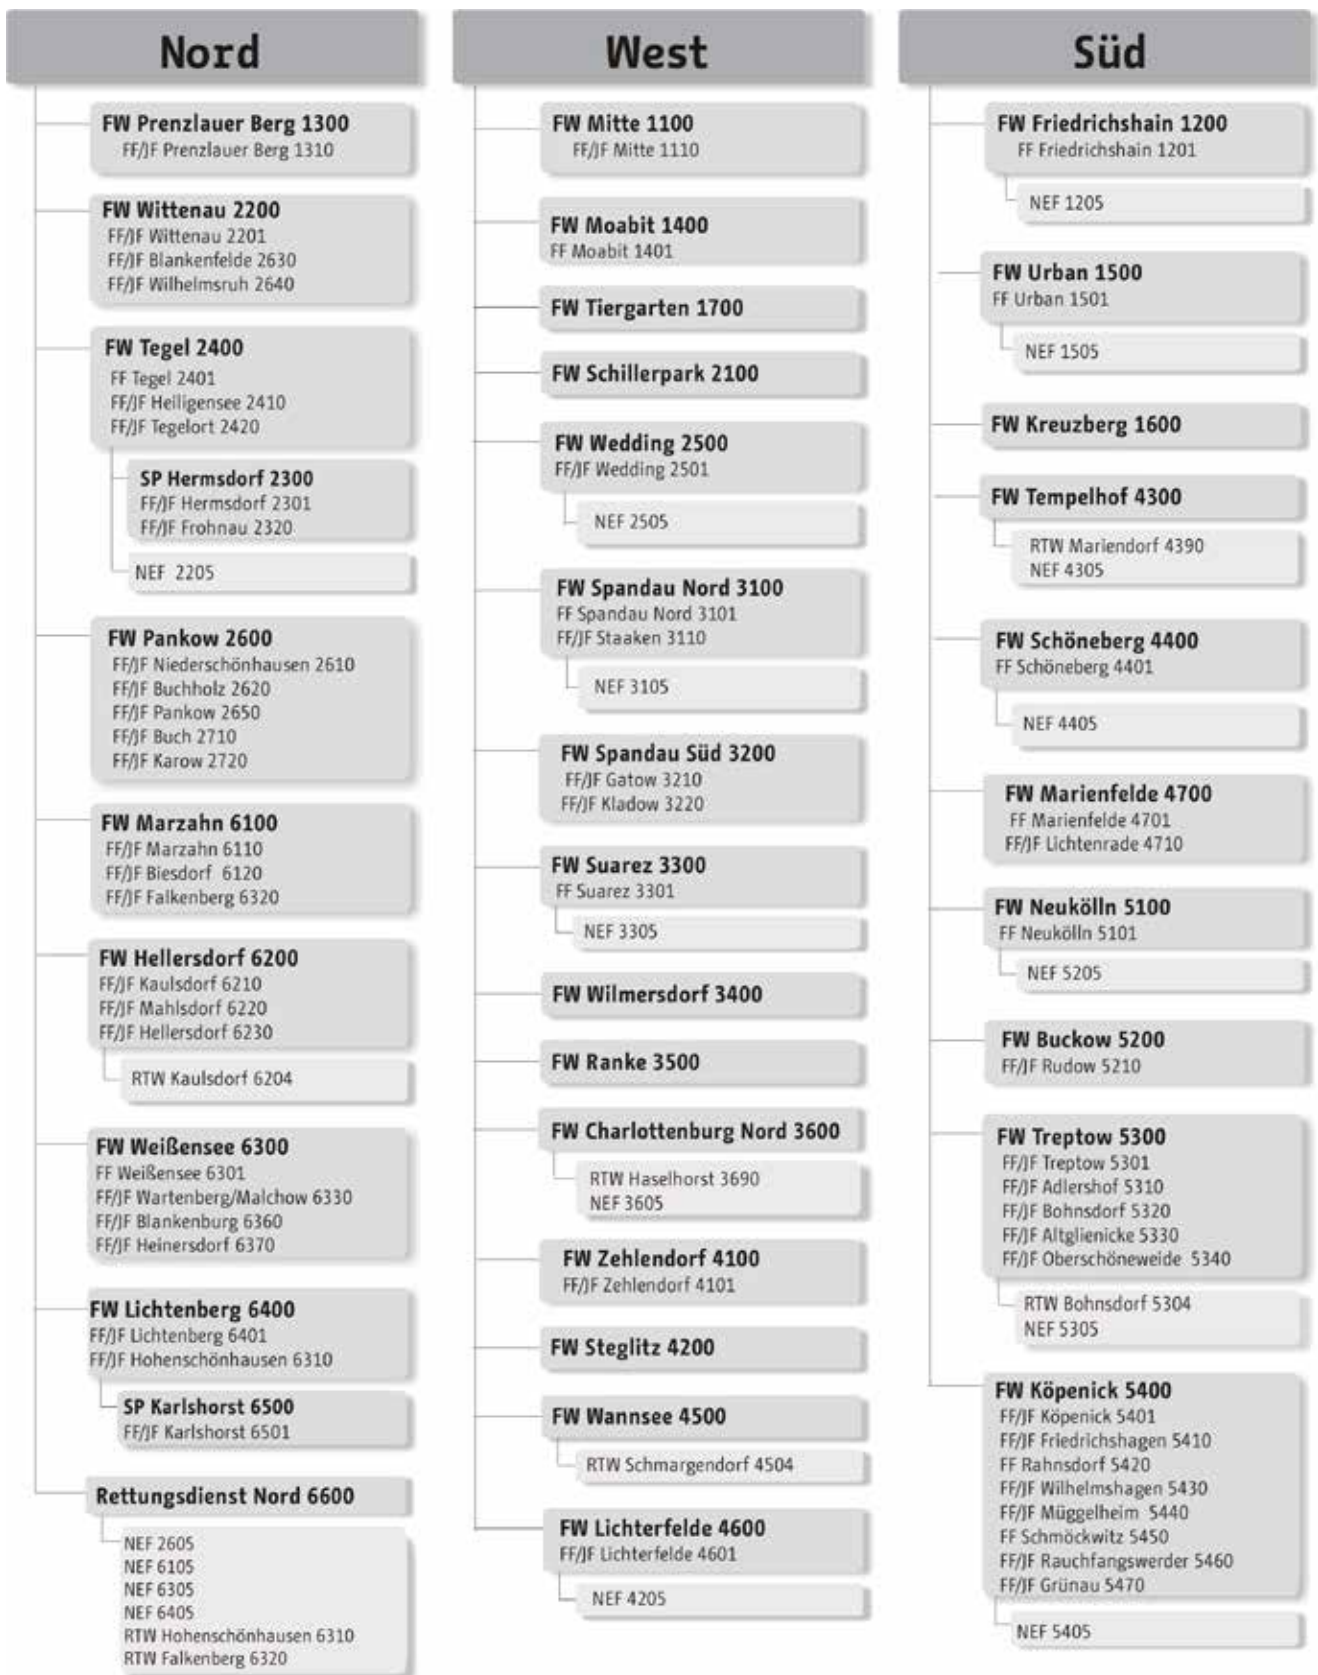 Nord
FW Prenzlauer Berg 1300
FF/JF Prenzlauer Berg 1310
FW Wittenau 2200
FF/JF Wittenau 2201
FF/JF Blankenfelde 2630
FF/JF Wilhelmsruh 2640
FW Tegel 2400
FF Tegel 2401
FF/JF Heiligensee 2410
FF/JF Tegelort 2420
SP Hermsdorf 2300
FF/JF Hermsdorf 2301
FF/JF Frohnau 2320
NEF 2205
FW Pankow 2600
FF/JF Niederschönhausen 2610
FF/JF Buchholz 2620
FF/JF Pankow 2650
FF/JF Buch 2710
FF/JF Karow 2720
FW Marzahn 6100
FF/JF Marzahn 6110
FF/JF Biesdorf 6120
FF/JF Falkenberg 6320
FW Hellersdorf 6200
FF/JF Kaulsdorf 6210
FF/JF Mahlsdorf 6220
FF/JF Hellersdorf 6230
RTW Kaulsdorf 6204
FW Weißensee 6300
FF Weißensee 6301
FF/JF Wartenberg/Malchow 6330
FF/JF Blankenburg 6360
FF/JF Heinersdorf 6370
FW Lichtenberg 6400
FF/JF Lichtenberg 6401
FF/JF Hohenschönhausen 6310
SP Karlshorst 6500
FF/JF Karlshorst 6501
Rettungsdienst Nord 6600
NEF 2605
NEF 6105
NEF 6305
NEF 6405
RTW Hohenschönhausen 6310
RTW Falkenberg 6320
West
FW Mitte 1100
FF/JF Mitte 1110
FW Moabit 1400
FF Moabit 1401
FW Tiergarten 1700
FW Schillerpark 2100
FW Wedding 2500
FF/JF Wedding 2501
NEF 2505
FW Spandau Nord 3100
FF Spandau Nord 3101
FF/JF Staaken 3110
NEF 3105
FW Spandau Süd 3200
FF/JF Gatow 3210
FF/JF Kladow 3220
FW Suarez 3300
FF Suarez 3301
NEF 3305
FW Wilmersdorf 3400
FW Ranke 3500
FW Charlottenburg Nord 3600
RTW Haselhorst 3690
NEF 3605
FW Zehlendorf 4100
FF/JF Zehlendorf 4101
FW Steglitz 4200
FW Wannsee 4500
RTW Schmargendorf 4504
FW Lichterfelde 4600
FF/JF Lichterfelde 4601
NEF 4205
Süd
FW Friedrichshain 1200
FF Friedrichshain 1201
NEF 1205
FW Urban 1500
FF Urban 1501
NEF 1505
FW Kreuzberg 1600
FW Tempelhof 4300
RTW Mariendorf 4390
NEF 4305
FW Schöneberg 4400
FF Schöneberg 4401
NEF 4405
FW Marienfelde 4700
FF Marienfelde 4701
FF/JF Lichtenrade 4710
FW Neukölln 5100
FF Neukölln 5101
NEF 5205
FW Buckow 5200
FF/JF Rudow 5210
FW Treptow 5300
FF/JF Treptow 5301
FF/JF Adlershof 5310
FF/JF Bohnsdorf 5320
FF/JF Altglienicke 5330
FF/JF Oberschöneweide 5340
RTW Bohnsdorf 5304
NEF 5305
FW Köpenick 5400
FF/JF Köpenick 5401
FF/JF Friedrichshagen 5410
FF Rahnsdorf 5420
FF/JF Wilhelmshagen 5430
FF/JF Müggelheim 5440
FF Schmöckwitz 5450
FF/JF Rauchfangswerder 5460
FF/JF Grünau 5470
NEF 5405